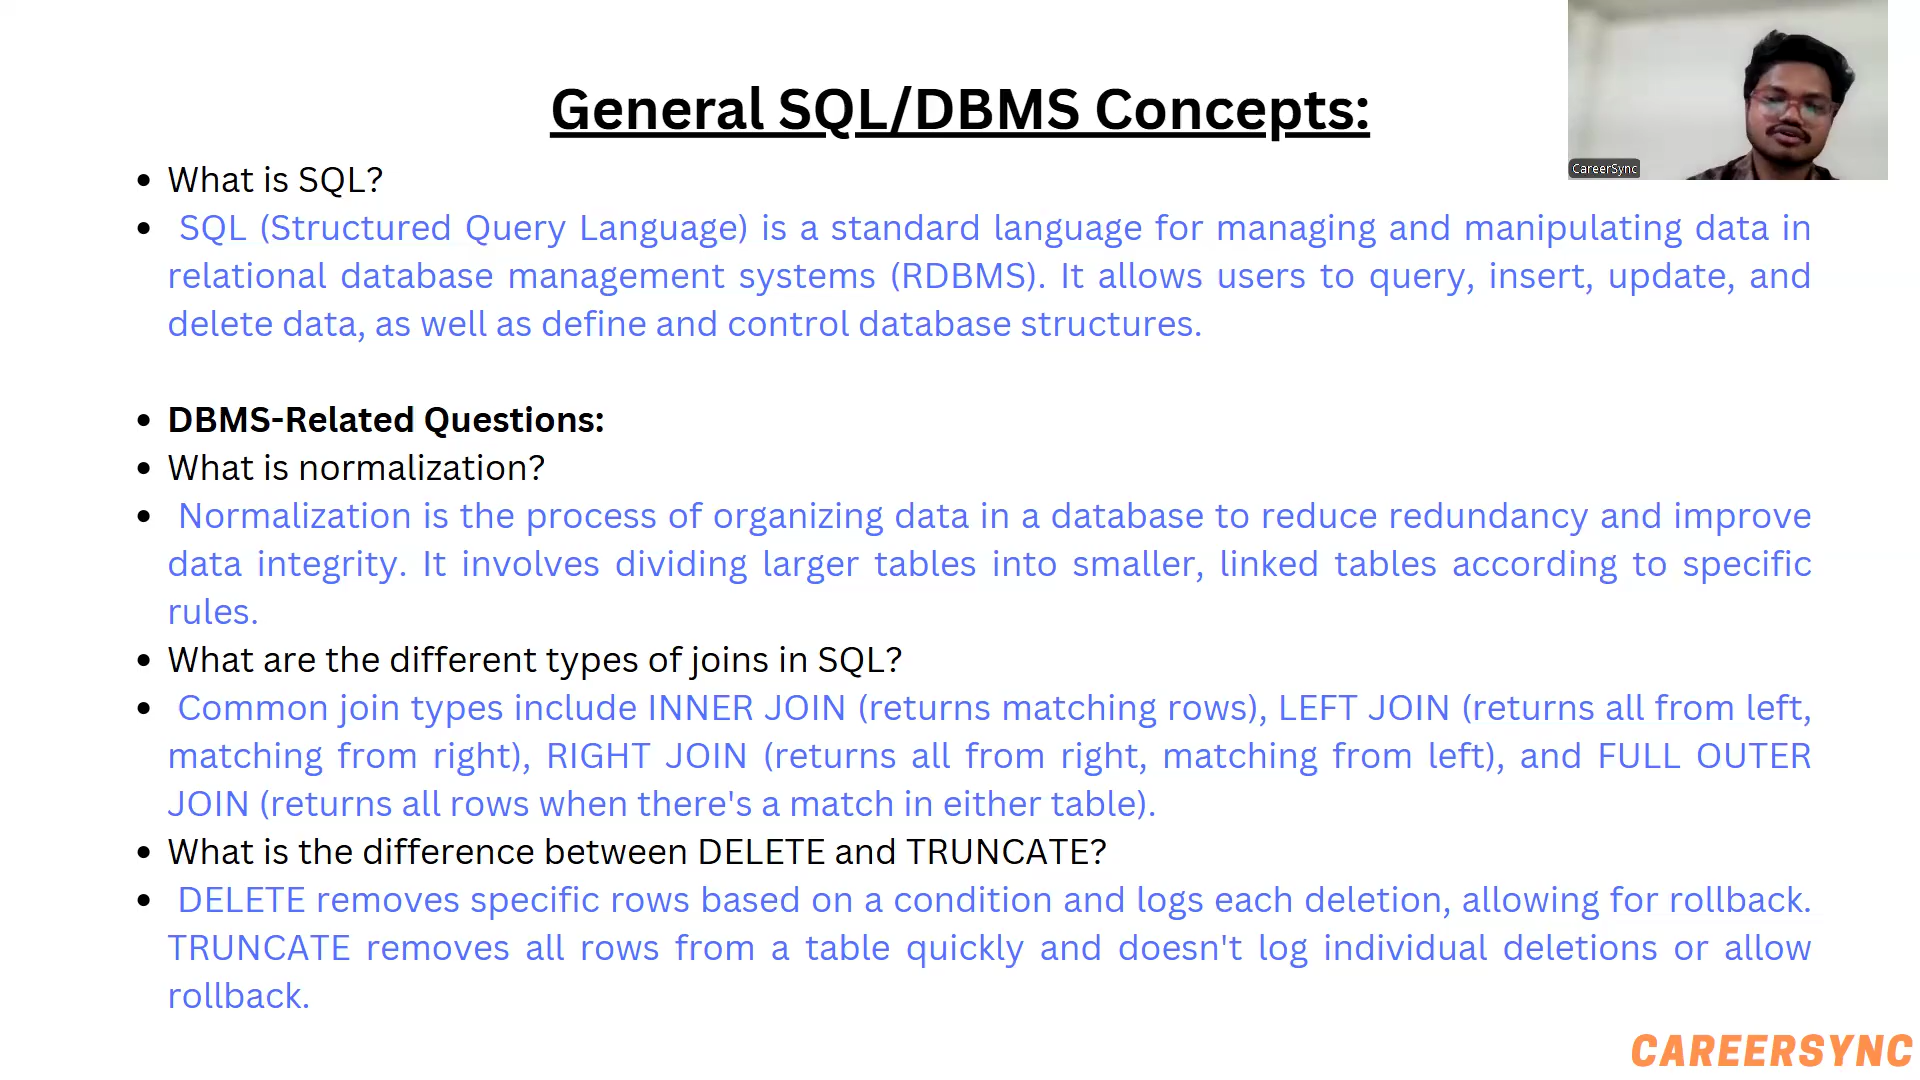 General SQL/DBMS Concepts:
CareerSync
• What is SQL?
• SQL (Structured Query Language) is a standard language for managing and manipulating data in
relational database management systems (RDBMS). It allows users to query, insert, update, and
delete data, as well as define and control database structures.
• DBMS-Related Questions:
• What is normalization?
• Normalization is the process of organizing data in a database to reduce redundancy and improve
data integrity. It involves dividing larger tables into smaller, linked tables according to specific
rules.
• What are the different types of joins in SQL?
• Common join types include INNER JOIN (returns matching rows), LEFT JOIN (returns all from left,
matching from right), RIGHT JOIN (returns all from right, matching from left), and FULL OUTER
JOIN (returns all rows when there's a match in either table).
• What is the difference between DELETE and TRUNCATE?
• DELETE removes specific rows based on a condition and logs each deletion, allowing for rollback.
TRUNCATE removes all rows from a table quickly and doesn't log individual deletions or allow
rollback.
CAREERSYNC